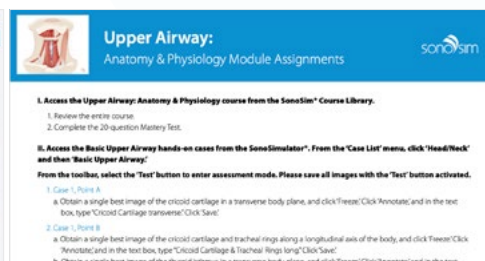 Upper Airway:
Anatomy & Physiology Module Assignments
sonosim
I. Access the Upper Airway: Anatomy & Physiology course from the SonoSim® Course Library.
1. Review the entire course.
2. Complete the 20-question Mastery Test.
II. Access the Basic Upper Airway hands-on cases from the SonoSimulator®. From the 'Case List' menu, click 'Head/Neck'
and then 'Basic Upper Airway.'
From the toolbar, select the 'Test' button to enter assessment mode. Please save all images with the 'Test' button activated.
1. Case 1, Point A
a. Obtain a single best image of the cricoid cartilage in a transverse body plane, and click 'Freeze.' Click 'Annotate,' and in the text
box, type "Cricoid Cartilage transverse." Click 'Save.'
2. Case 1, Point B
a. Obtain a single best image of the cricoid cartilage and tracheal rings along a longitudinal axis of the body, and click 'Freeze.' Click
'Annotate,' and in the text box, type "Cricoid Cartilage & Tracheal Rings long." Click 'Save.'